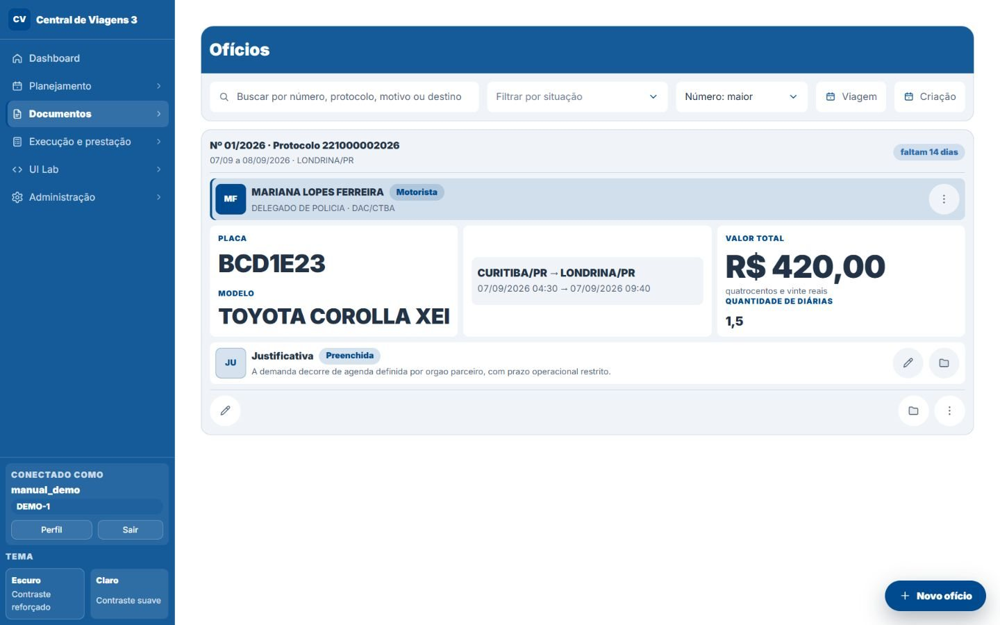 CV Central de Viagens 3
Dashboard
Planejamento
Documentos
Execução e prestação
UI Lab
Administração
CONECTADO COMO
manual_demo
DEMO-1
Perfil Sair
TEMA
Escuro
Contraste
reforçado
Claro
Contraste suave
Ofícios
Buscar por número, protocolo, motivo ou destino Filtrar por situação Número: maior Viagem Criação
Nº 01/2026 · Protocolo 221000002026
07/09 a 08/09/2026 · LONDRINA/PR
faltam 14 dias
MF
MARIANA LOPES FERREIRA Motorista
DELEGADO DE POLICIA · DAC/CTBA
PLACA
BCD1E23
MODELO
TOYOTA COROLLA XEI
CURITIBA/PR → LONDRINA/PR
07/09/2026 04:30 → 07/09/2026 09:40
VALOR TOTAL
R$ 420,00
quatrocentos e vinte reais
QUANTIDADE DE DIÁRIAS
1,5
JU
Justificativa Preenchida
A demanda decorre de agenda definida por orgao parceiro, com prazo operacional restrito.
Novo ofício